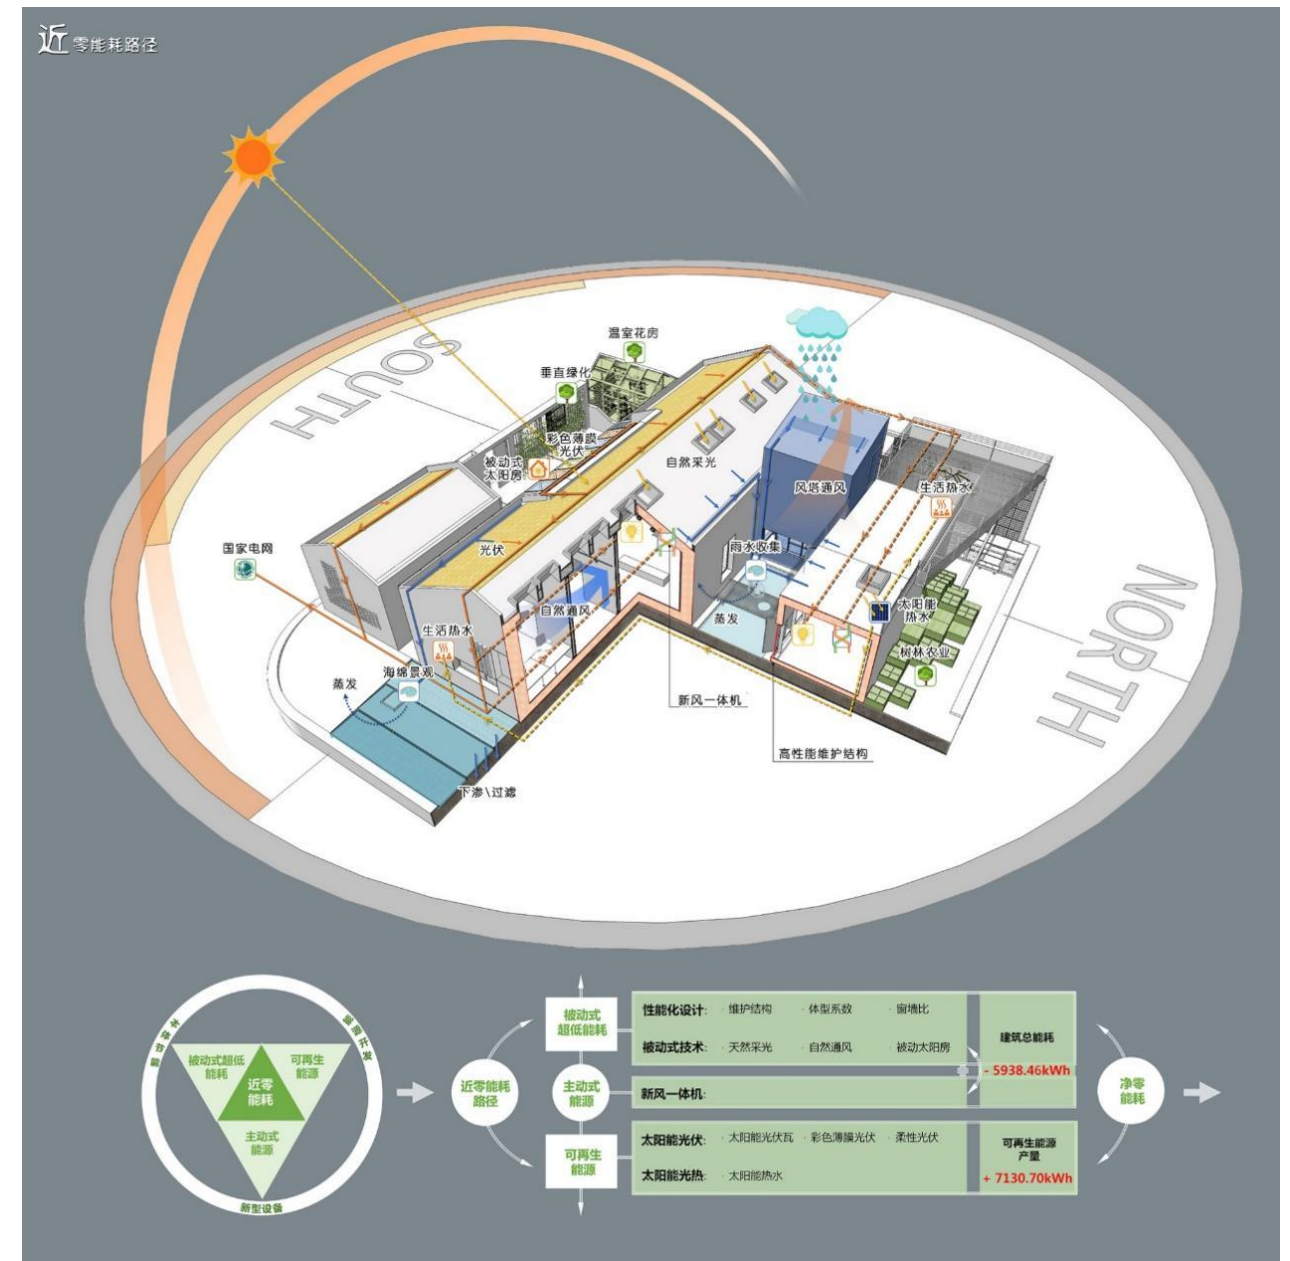 近零能耗路径
SOUTH
温室花房
垂直绿化
彩色薄膜
光伏
被动式
太阳房
自然采光
风塔通风
生活热水
国家电网
光伏
雨水收集
自然通风
太阳能
热水
NORTH
生活热水
蒸发
海绵景观
树林农业
蒸发
新风一体机
高性能维护结构
下渗\过滤
本体节能
资源开发
被动式超低
能耗
可再生
能源
近零
能耗
主动式
能源
新型设备
近零能耗
路径
被动式
超低能耗
主动式
能源
可再生
能源
性能化设计: ·维护结构 ·体型系数 ·窗墙比
被动式技术: ·天然采光 ·自然通风 ·被动太阳房
新风一体机:
太阳能光伏: ·太阳能光伏瓦 ·彩色薄膜光伏 ·柔性光伏
太阳能光热: ·太阳能热水
建筑总能耗
- 5938.46kWh
可再生能源
产量
+ 7130.70kWh
净零
能耗